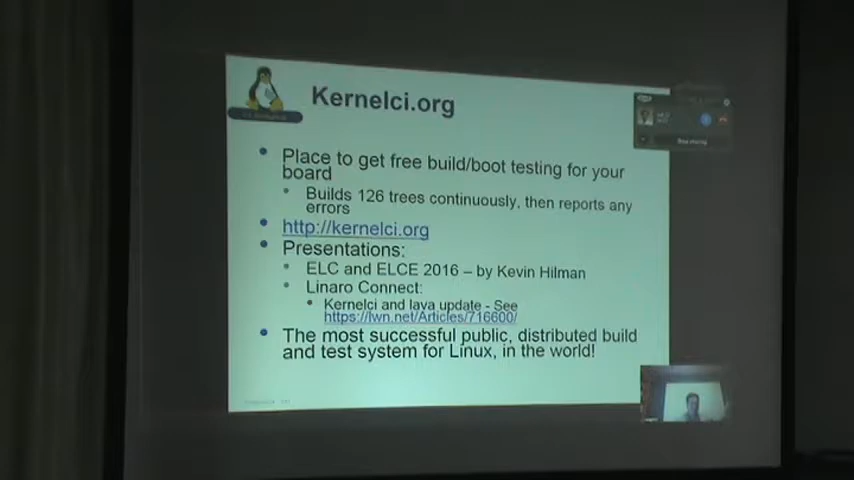 Kernelci.org
Place to get free build/boot testing for your
board
Builds 126 trees continuously, then reports any
errors
http://kernelci.org
Presentations:
ELC and ELCE 2016 – by Kevin Hilman
Linaro Connect:
Kernelci and lava update - See
https://lwn.net/Articles/716600/
The most successful public, distributed build
and test system for Linux, in the world!